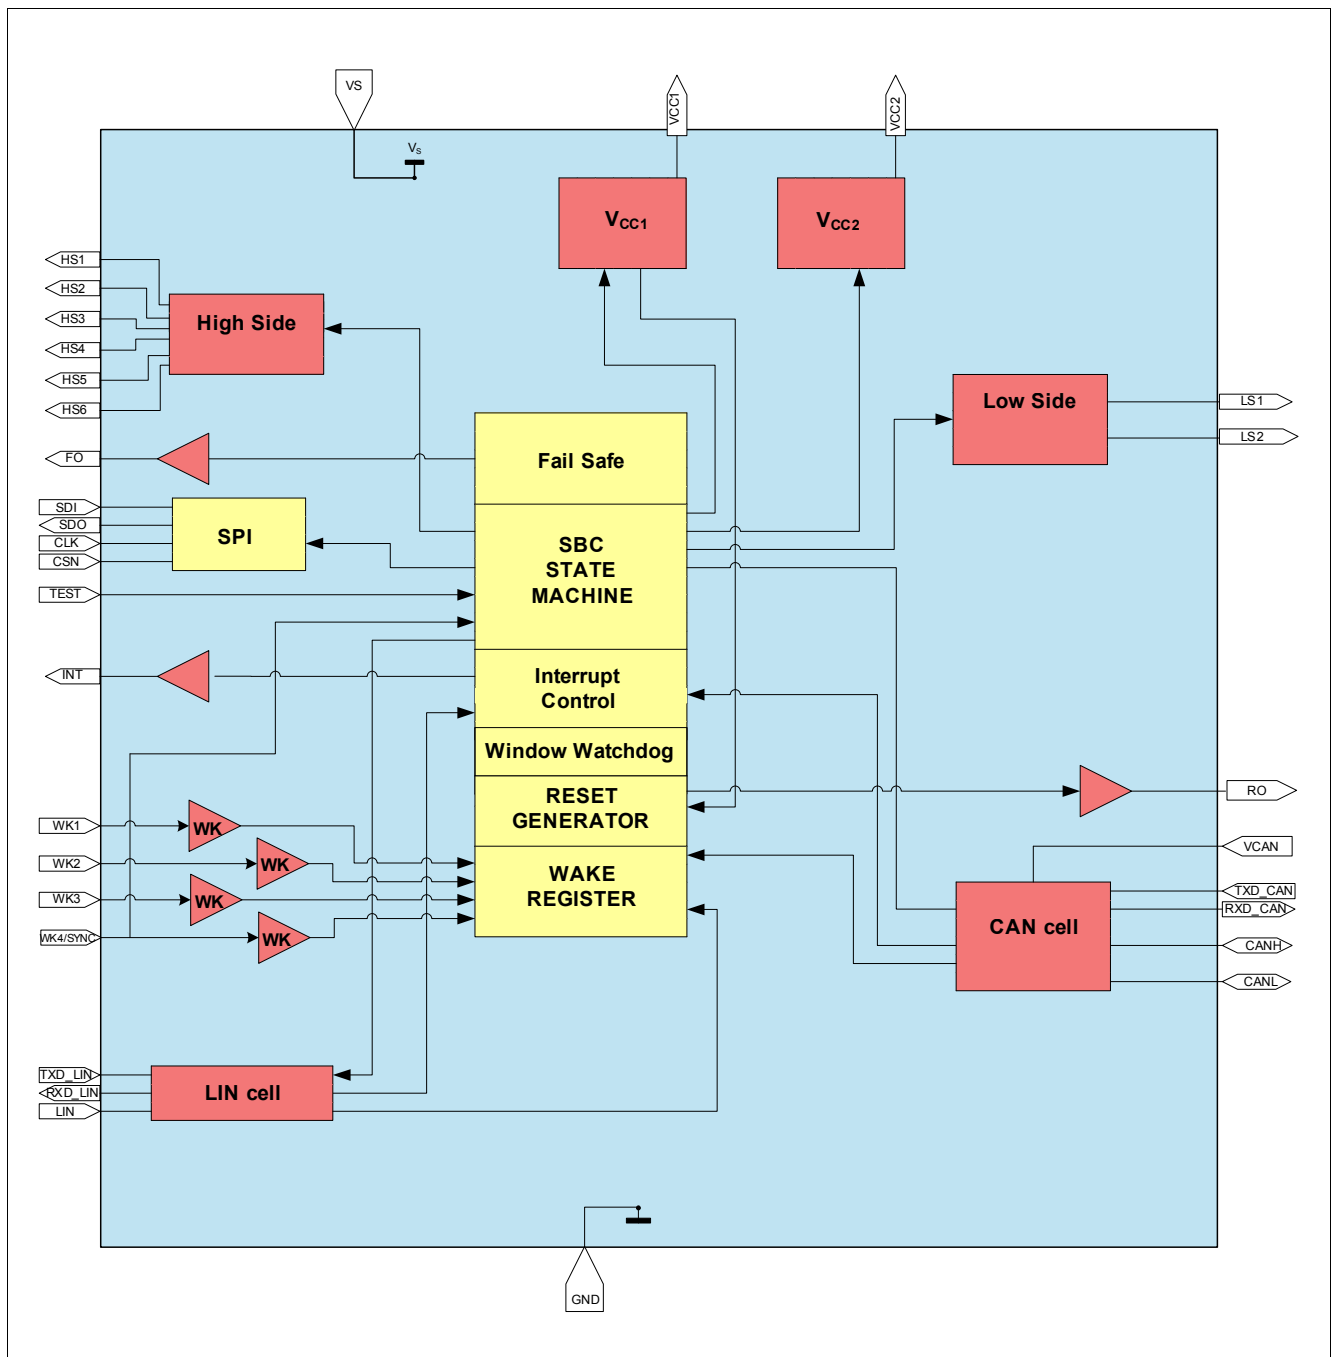 VS
VCC1
VCC2
Vs
VCC1
VCC2
HS1
HS2
HS3
HS4
HS5
HS6
High Side
Low Side
LS1
LS2
FO
Fail Safe
SDI
SDO
CLK
CSN
SPI
SBC
STATE
MACHINE
TEST
INT
Interrupt
Control
Window Watchdog
RESET
GENERATOR
RO
WK1
WK
WK2
WK
WK3
WK
WK4/SYNC
WK
WAKE
REGISTER
VCAN
TXD_CAN
RXD_CAN
CANH
CANL
CAN cell
TXD_LIN
RXD_LIN
LIN
LIN cell
GND